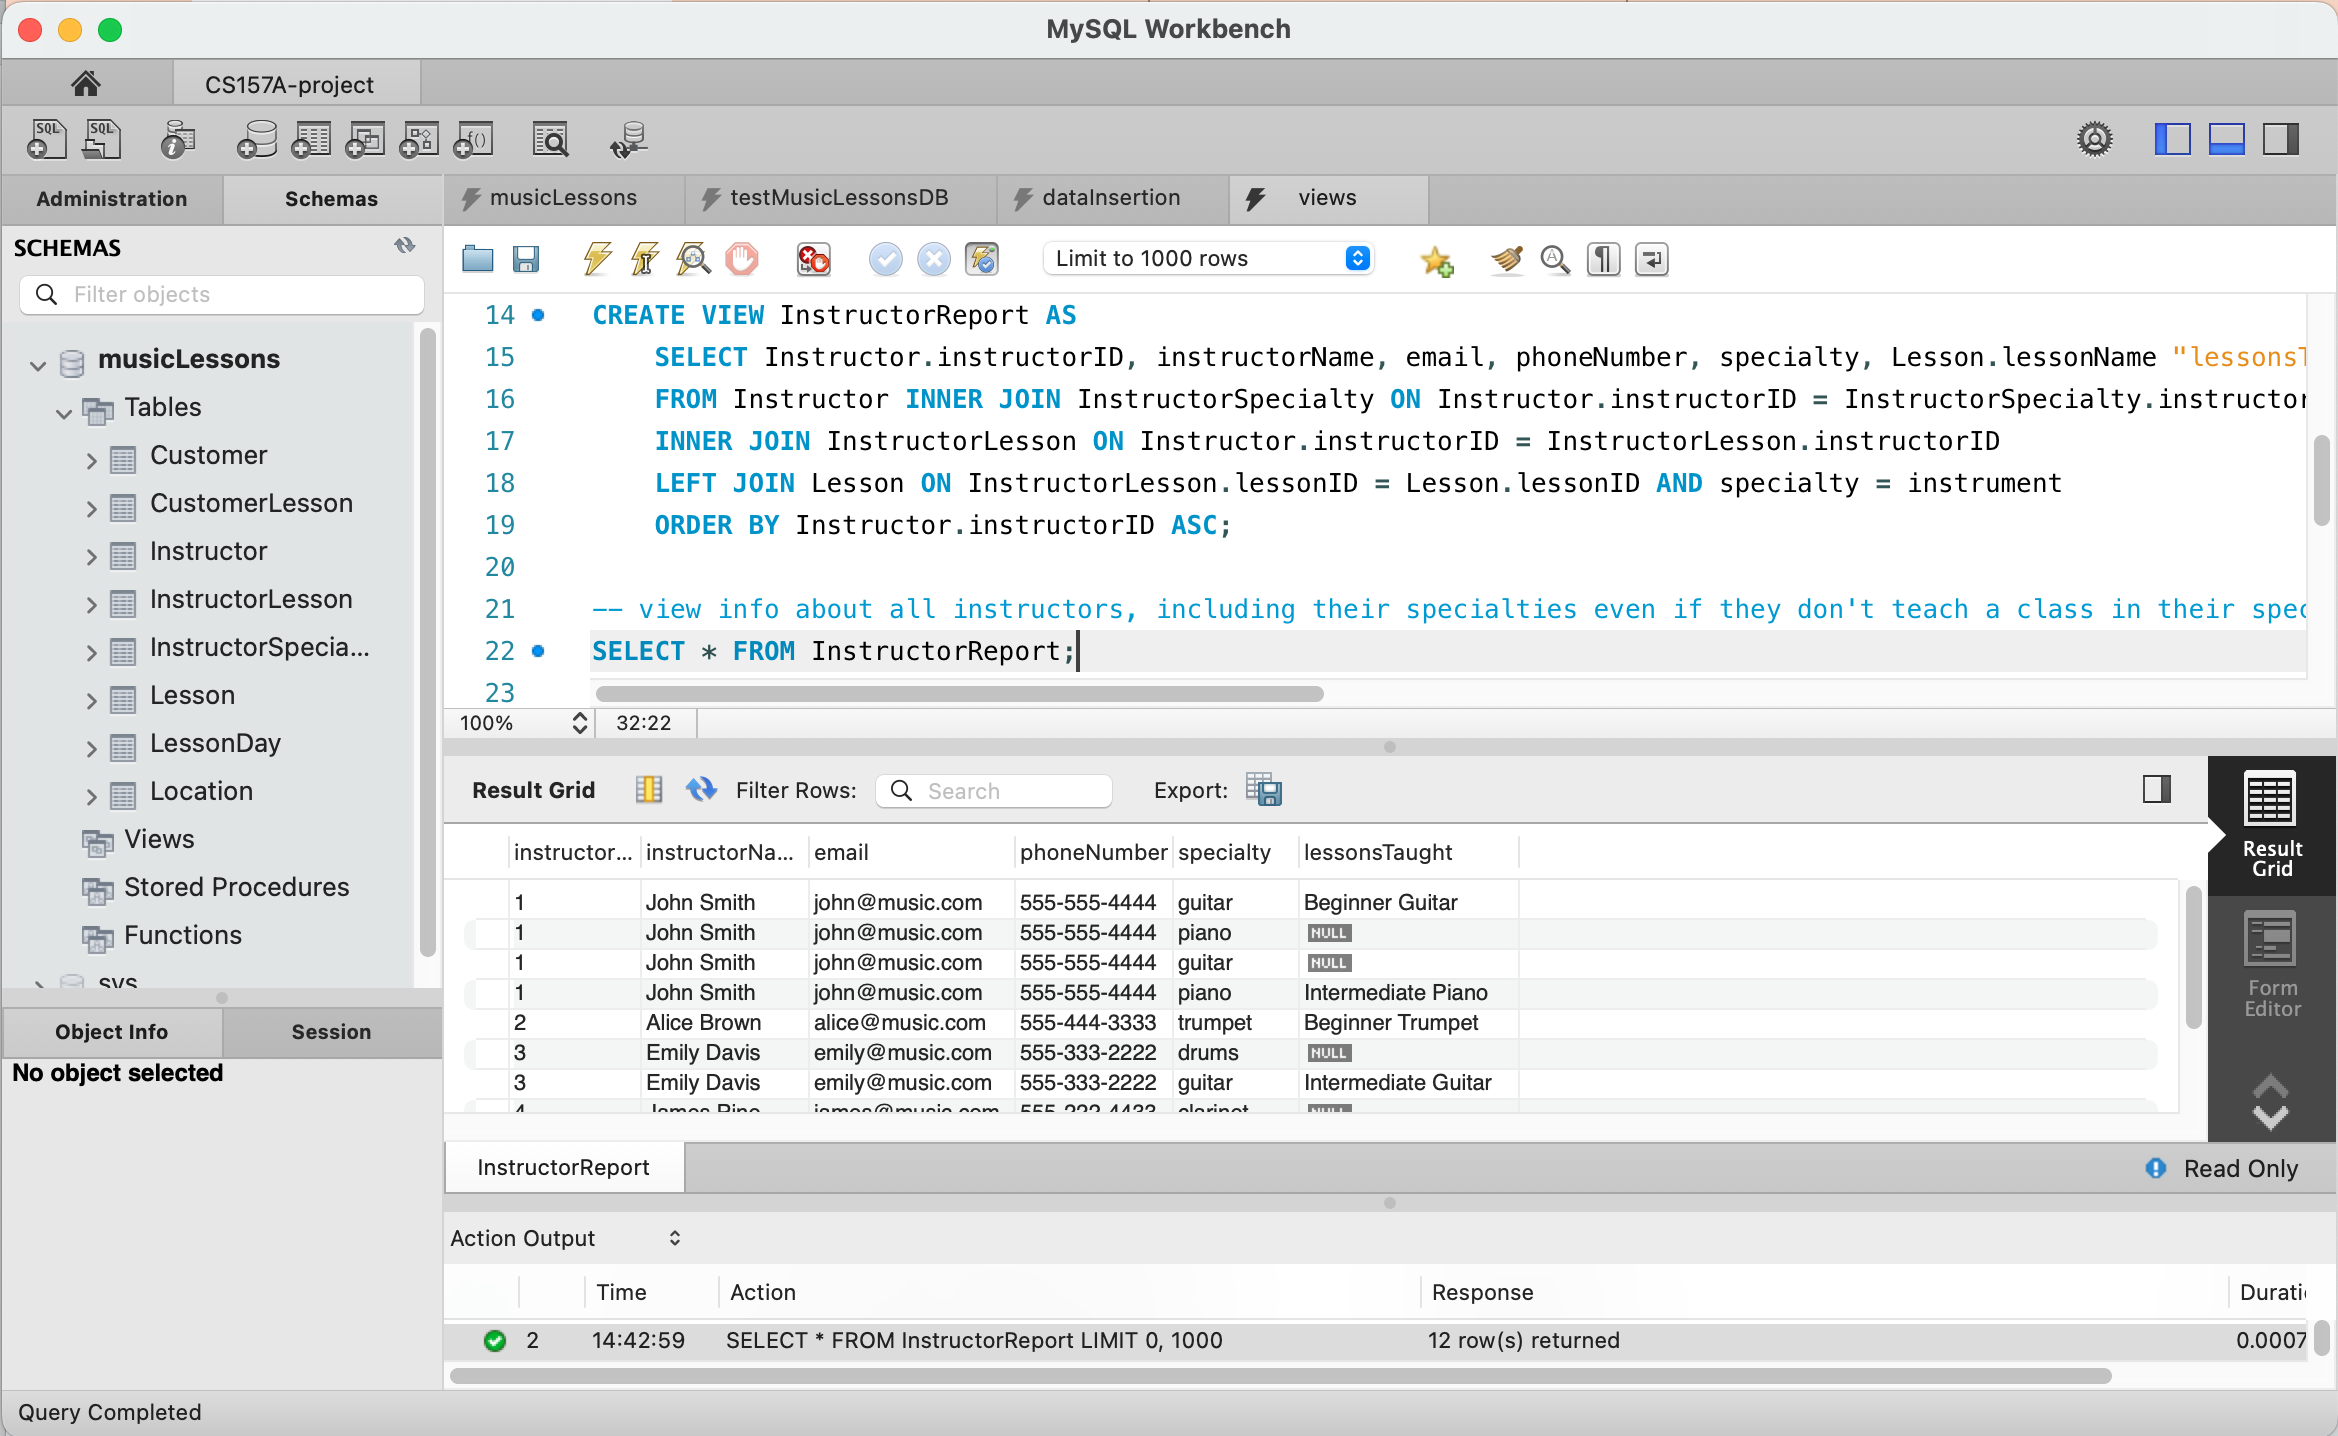 MySQL Workbench
CS157A-project
SQL SQL i f()
Administration Schemas
musicLessons testMusicLessonsDB dataInsertion views
SCHEMAS
Filter objects
Limit to 1000 rows
musicLessons
Tables
Customer
CustomerLesson
Instructor
InstructorLesson
InstructorSpecia...
Lesson
LessonDay
Location
Views
Stored Procedures
Functions
sys
14 CREATE VIEW InstructorReport AS
15 SELECT Instructor.instructorID, instructorName, email, phoneNumber, specialty, Lesson.lessonName "lessonsT
16 FROM Instructor INNER JOIN InstructorSpecialty ON Instructor.instructorID = InstructorSpecialty.instructor
17 INNER JOIN InstructorLesson ON Instructor.instructorID = InstructorLesson.instructorID
18 LEFT JOIN Lesson ON InstructorLesson.lessonID = Lesson.lessonID AND specialty = instrument
19 ORDER BY Instructor.instructorID ASC;
20
21 -- view info about all instructors, including their specialties even if they don't teach a class in their spec
22 SELECT * FROM InstructorReport;
23
100% 32:22
Result Grid Filter Rows: Search Export:
instructor... instructorNa... email phoneNumber specialty lessonsTaught
1 John Smith john@music.com 555-555-4444 guitar Beginner Guitar
1 John Smith john@music.com 555-555-4444 piano NULL
1 John Smith john@music.com 555-555-4444 guitar NULL
1 John Smith john@music.com 555-555-4444 piano Intermediate Piano
2 Alice Brown alice@music.com 555-444-3333 trumpet Beginner Trumpet
3 Emily Davis emily@music.com 555-333-2222 drums NULL
3 Emily Davis emily@music.com 555-333-2222 guitar Intermediate Guitar
4 James james@music.com 555-222-4433 clarinet NULL
Result
Grid
Form
Editor
InstructorReport
Read Only
Object Info Session
No object selected
Action Output
Time Action Response Durati
2 14:42:59 SELECT * FROM InstructorReport LIMIT 0, 1000 12 row(s) returned 0.0007
Query Completed